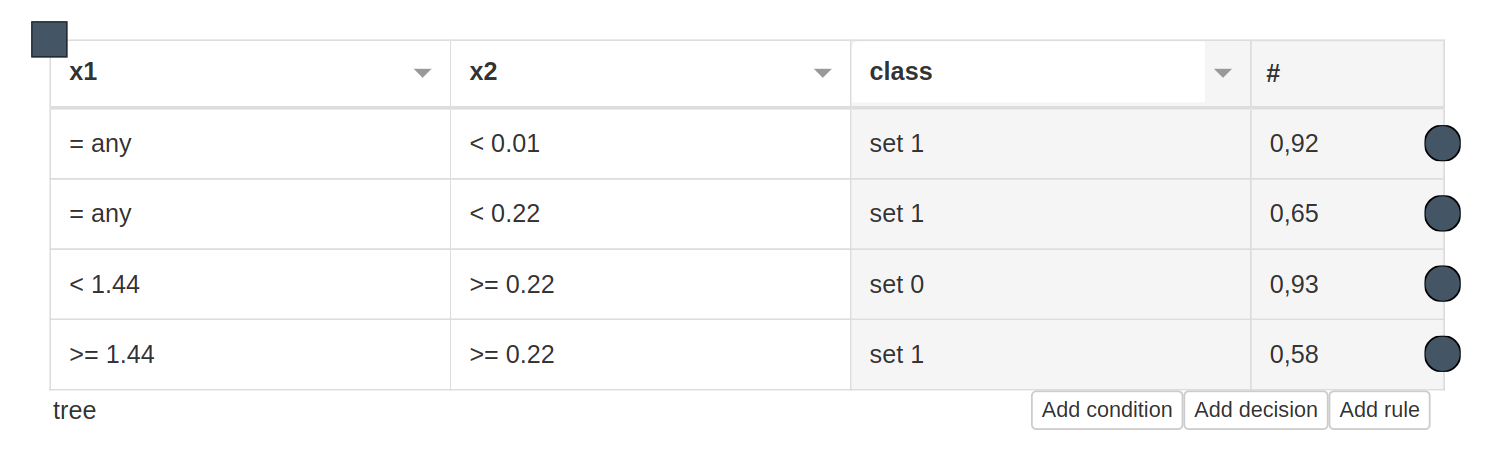 x1 x2 class #
= any < 0.01 set 1 0,92
= any < 0.22 set 1 0,65
< 1.44 >= 0.22 set 0 0,93
>= 1.44 >= 0.22 set 1 0,58
tree Add condition Add decision Add rule